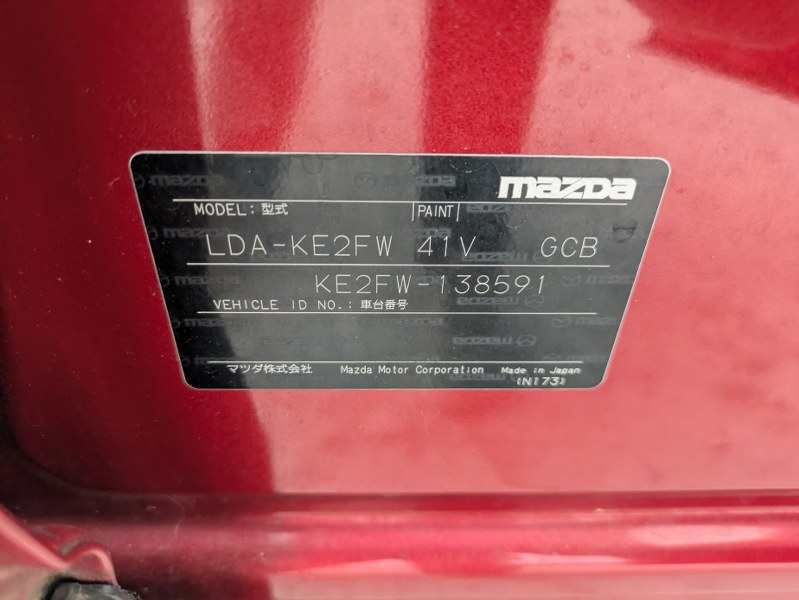 mazda
MODEL: 型式 PAINT
LDA-KE2FW 41V GCB
KE2FW-138591
VEHICLE ID NO.: 車台番号
マツダ株式会社 Mazda Motor Corporation Made in Japan
(N173)